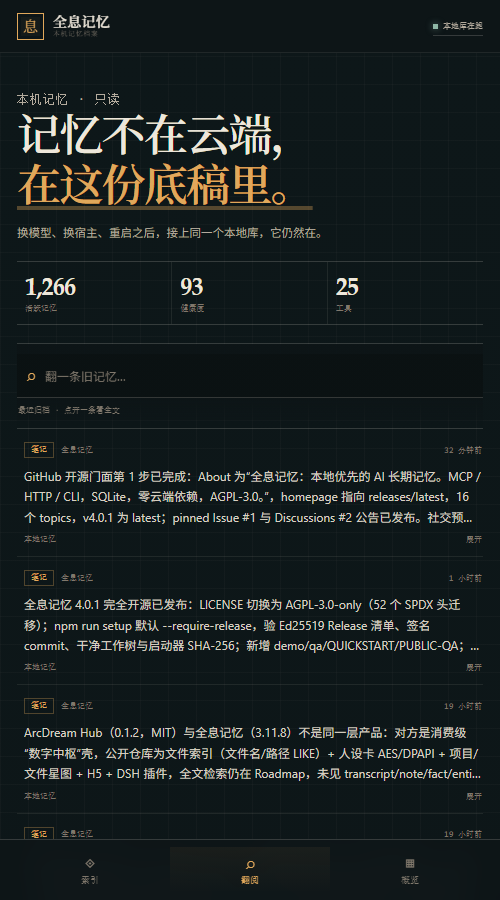 息
全息记忆
本机记忆档案
本地库在跑
本机记忆 · 只读
记忆不在云端,
在这份底稿里。
换模型、换宿主、重启之后，接上同一个本地库，它仍然在。
1,266
93
25
活跃记忆
健康度
工具
翻一条旧记忆...
最近归档 · 点开一条看全文
笔记 全息记忆 32 分钟前
GitHub 开源门面第 1 步已完成：About 为“全息记忆：本地优先的 AI 长期记忆。MCP /
HTTP / CLI，SQLite，零云端依赖，AGPL-3.0。”，homepage 指向 releases/latest，16
个 topics，v4.0.1 为 latest；pinned Issue #1 与 Discussions #2 公告已发布。社交预...
本地记忆 展开
笔记 全息记忆 1 小时前
全息记忆 4.0.1 完全开源已发布：LICENSE 切换为 AGPL-3.0-only（52 个 SPDX 头迁
移）；npm run setup 默认 --require-release，验 Ed25519 Release 清单、签名
commit、干净工作树与启动器 SHA-256；新增 demo/qa/QUICKSTART/PUBLIC-QA；...
本地记忆 展开
笔记 全息记忆 19 小时前
ArcDream Hub（0.1.2，MIT）与全息记忆（3.11.8）不是同一层产品：对方是消费级
“数字中枢”壳，公开仓库为文件索引（文件名/路径 LIKE）+ 人设卡 AES/DPAPI + 项目/
文件星图 + H5 + DSH 插件，全文检索仍在 Roadmap，未见 transcript/note/fact/enti...
本地记忆 展开
笔记 全息记忆 19 小时前
索引
翻阅
概览